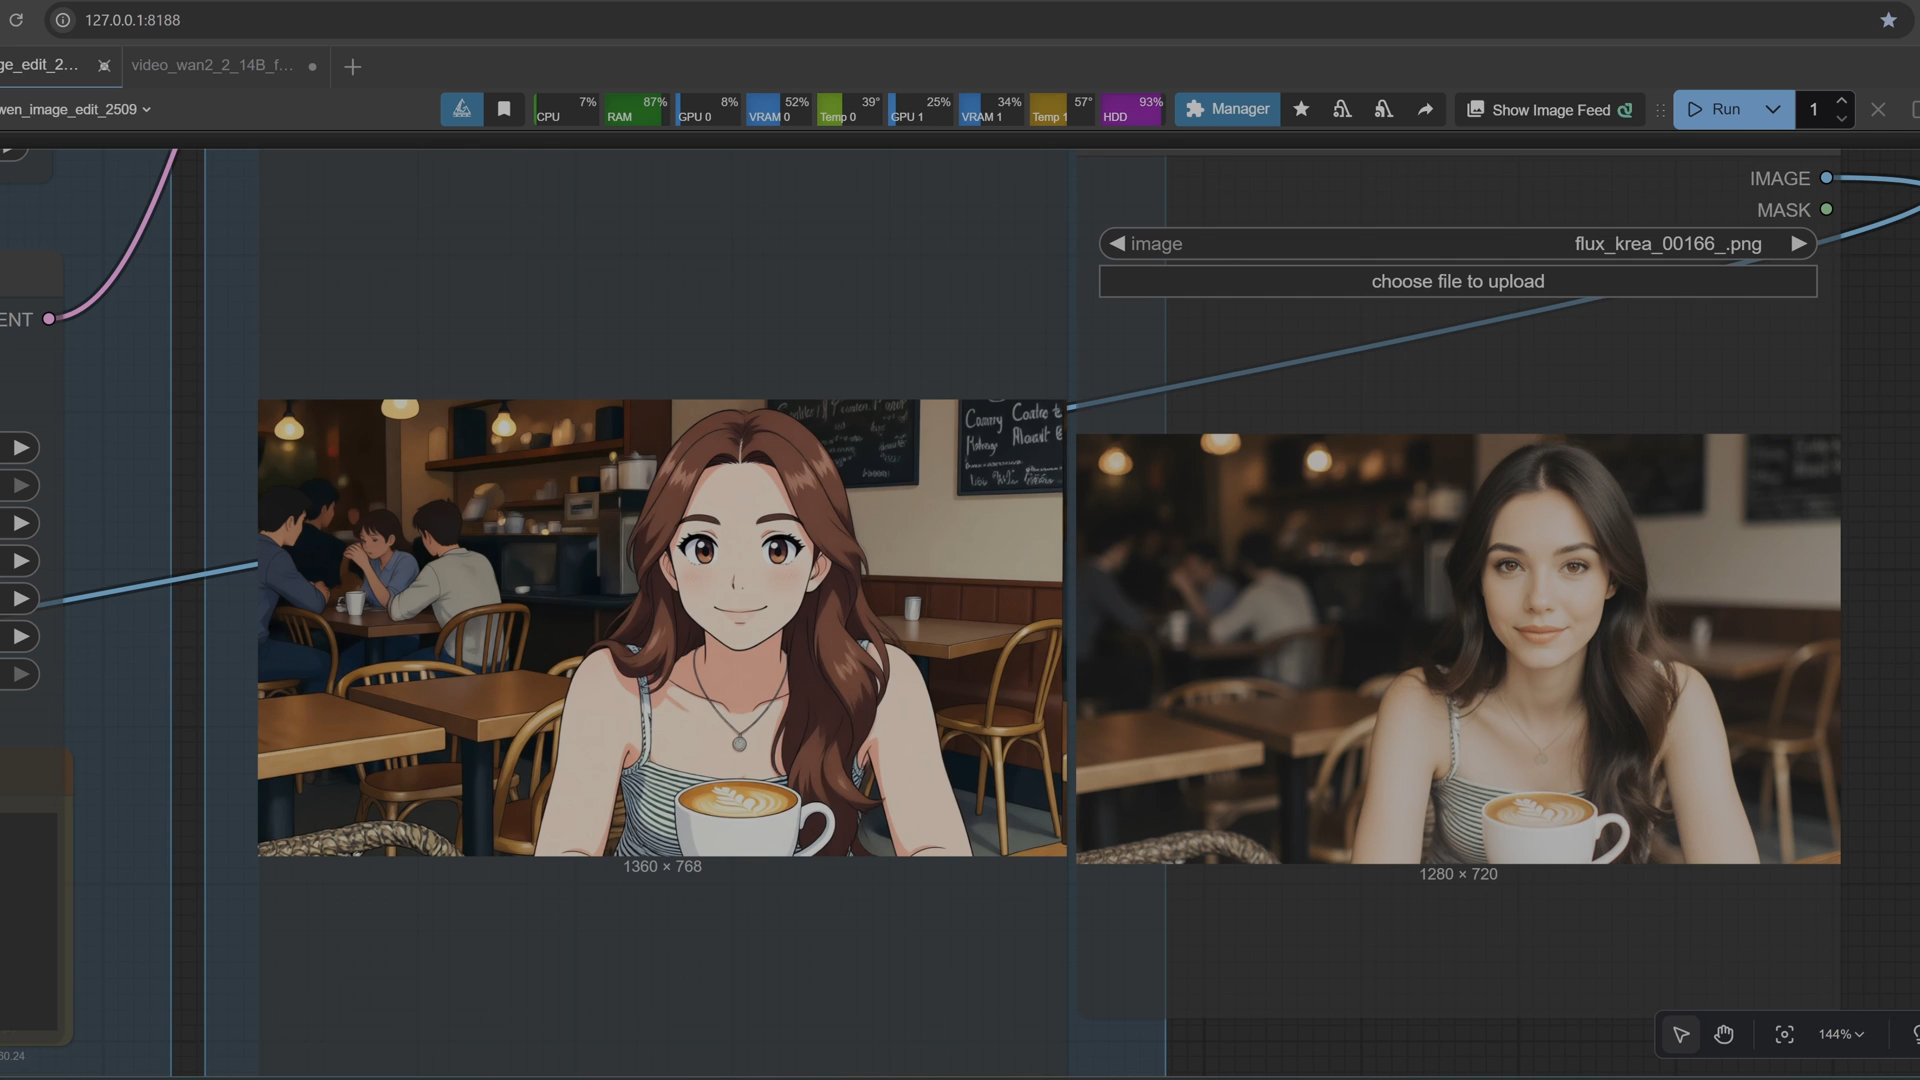 127.0.0.1:8188
ge_edit_2...
video_wan2_2_14B_f...
wen_image_edit_2509
CPU 7%
RAM 87%
GPU 0 8%
VRAM 0 52%
Temp 0 39°
GPU 1 25%
VRAM 1 34%
Temp 1 57°
HDD 93%
Manager
Show Image Feed
Run
1
IMAGE
MASK
image flux_krea_00166_.png
choose file to upload
ENT
1360 × 768
1280 × 720
60.24
144%